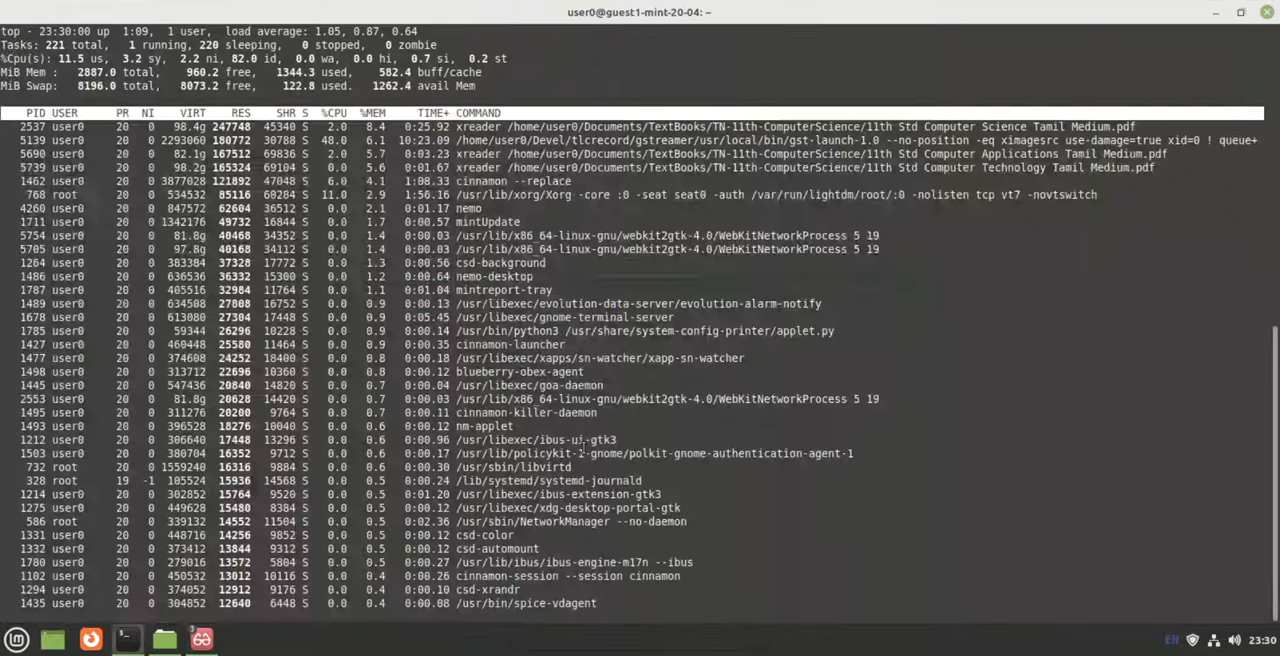 user0@guest1-mint-20-04: ~
top - 23:30:00 up  1:09,  1 user,  load average: 1.05, 0.87, 0.64
Tasks: 221 total,   1 running, 220 sleeping,   0 stopped,   0 zombie
%Cpu(s): 11.5 us,  3.2 sy,  2.2 ni, 82.0 id,  0.0 wa,  0.0 hi,  0.7 si,  0.2 st
MiB Mem :   2887.0 total,    960.2 free,   1344.3 used,    582.4 buff/cache
MiB Swap:   8196.0 total,   8073.2 free,    122.8 used.   1262.4 avail Mem
PID USER PR NI VIRT RES SHR S %CPU %MEM TIME+ COMMAND
2537 user0 20 0 98.4g 247748 45340 S 2.0 8.4 0:25.92 xreader /home/user0/Documents/TextBooks/TN-11th-ComputerScience/11th Std Computer Science Tamil Medium.pdf
5139 user0 20 0 2293060 180772 30788 S 48.0 6.1 10:23.09 /home/user0/Devel/tlcrecord/gstreamer/usr/local/bin/gst-launch-1.0 --no-position -eq ximagesrc use-damage=true xid=0 ! queue+
5690 user0 20 0 82.1g 167512 69836 S 2.0 5.7 0:03.23 xreader /home/user0/Documents/TextBooks/TN-11th-ComputerScience/11th Std Computer Applications Tamil Medium.pdf
5739 user0 20 0 98.2g 165324 69104 S 2.0 5.6 0:01.67 xreader /home/user0/Documents/TextBooks/TN-11th-ComputerScience/11th Std Computer Technology Tamil Medium.pdf
1462 user0 20 0 3877028 121892 47048 S 6.0 4.1 1:08.33 cinnamon --replace
768 root 20 0 534532 85116 60284 S 11.0 2.9 1:56.16 /usr/lib/xorg/Xorg -core :0 -seat seat0 -auth /var/run/lightdm/root/:0 -nolisten tcp vt7 -novtswitch
4260 user0 20 0 847572 62604 36512 S 0.0 2.1 0:01.17 nemo
1711 user0 20 0 1342176 49732 16844 S 0.0 1.7 0:00.57 mintUpdate
5754 user0 20 0 81.8g 40468 34352 S 0.0 1.4 0:00.03 /usr/lib/x86_64-linux-gnu/webkit2gtk-4.0/WebKitNetworkProcess 5 19
5705 user0 20 0 97.8g 40168 34112 S 0.0 1.4 0:00.03 /usr/lib/x86_64-linux-gnu/webkit2gtk-4.0/WebKitNetworkProcess 5 19
1264 user0 20 0 383384 37328 17772 S 0.0 1.3 0:00.56 csd-background
1486 user0 20 0 636536 36332 15300 S 0.0 1.2 0:00.64 nemo-desktop
1787 user0 20 0 405516 32984 11764 S 0.0 1.1 0:01.04 mintreport-tray
1489 user0 20 0 634508 27808 16752 S 0.0 0.9 0:00.13 /usr/libexec/evolution-data-server/evolution-alarm-notify
1678 user0 20 0 613080 27304 17448 S 0.0 0.9 0:05.45 /usr/libexec/gnome-terminal-server
1785 user0 20 0 59344 26296 10228 S 0.0 0.9 0:00.14 /usr/bin/python3 /usr/share/system-config-printer/applet.py
1427 user0 20 0 460448 25580 11464 S 0.0 0.9 0:00.35 cinnamon-launcher
1477 user0 20 0 374608 24252 18400 S 0.0 0.8 0:00.18 /usr/libexec/xapps/sn-watcher/xapp-sn-watcher
1498 user0 20 0 313712 22696 10360 S 0.0 0.8 0:00.12 blueberry-obex-agent
1445 user0 20 0 547436 20840 14820 S 0.0 0.7 0:00.04 /usr/libexec/goa-daemon
2553 user0 20 0 81.8g 20628 14420 S 0.0 0.7 0:00.03 /usr/lib/x86_64-linux-gnu/webkit2gtk-4.0/WebKitNetworkProcess 5 19
1495 user0 20 0 311276 20200 9764 S 0.0 0.7 0:00.11 cinnamon-killer-daemon
1493 user0 20 0 396528 18276 10040 S 0.0 0.6 0:00.12 nm-applet
1212 user0 20 0 306640 17448 13296 S 0.0 0.6 0:00.96 /usr/libexec/ibus-ui-gtk3
1503 user0 20 0 380704 16352 9712 S 0.0 0.6 0:00.17 /usr/lib/policykit-1-gnome/polkit-gnome-authentication-agent-1
732 root 20 0 1559240 16316 9884 S 0.0 0.6 0:00.30 /usr/sbin/libvirtd
328 root 19 -1 105524 15936 14568 S 0.0 0.5 0:00.24 /lib/systemd/systemd-journald
1214 user0 20 0 302852 15764 9520 S 0.0 0.5 0:01.20 /usr/libexec/ibus-extension-gtk3
1275 user0 20 0 449628 15480 8384 S 0.0 0.5 0:00.12 /usr/libexec/xdg-desktop-portal-gtk
586 root 20 0 339132 14552 11504 S 0.0 0.5 0:02.36 /usr/sbin/NetworkManager --no-daemon
1331 user0 20 0 448716 14256 9852 S 0.0 0.5 0:00.12 csd-color
1332 user0 20 0 373412 13844 9312 S 0.0 0.5 0:00.12 csd-automount
1780 user0 20 0 279016 13572 5804 S 0.0 0.5 0:00.27 /usr/lib/ibus/ibus-engine-m17n --ibus
1102 user0 20 0 450532 13012 10116 S 0.0 0.4 0:00.26 cinnamon-session --session cinnamon
1294 user0 20 0 374052 12912 9176 S 0.0 0.4 0:00.10 csd-xrandr
1435 user0 20 0 304852 12640 6448 S 0.0 0.4 0:00.08 /usr/bin/spice-vdagent
3
En 23:30